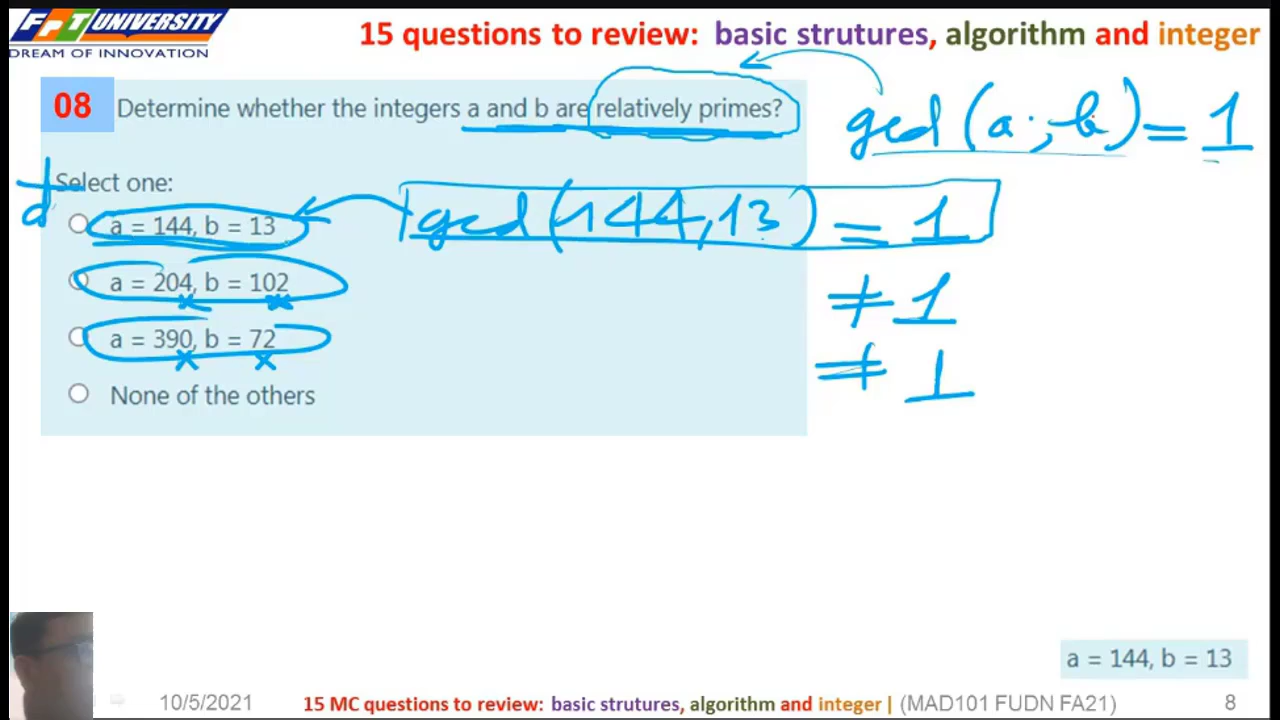 FPT UNIVERSITY
DREAM OF INNOVATION
15 questions to review: basic strutures, algorithm and integer
08 Determine whether the integers a and b are relatively primes?
gcd(a; b) = 1
Select one:
a = 144, b = 13
gcd(144, 13) = 1
a = 204, b = 102
≠ 1
a = 390, b = 72
≠ 1
None of the others
a = 144, b = 13
10/5/2021
15 MC questions to review: basic strutures, algorithm and integer | (MAD101 FUDN FA21)
8